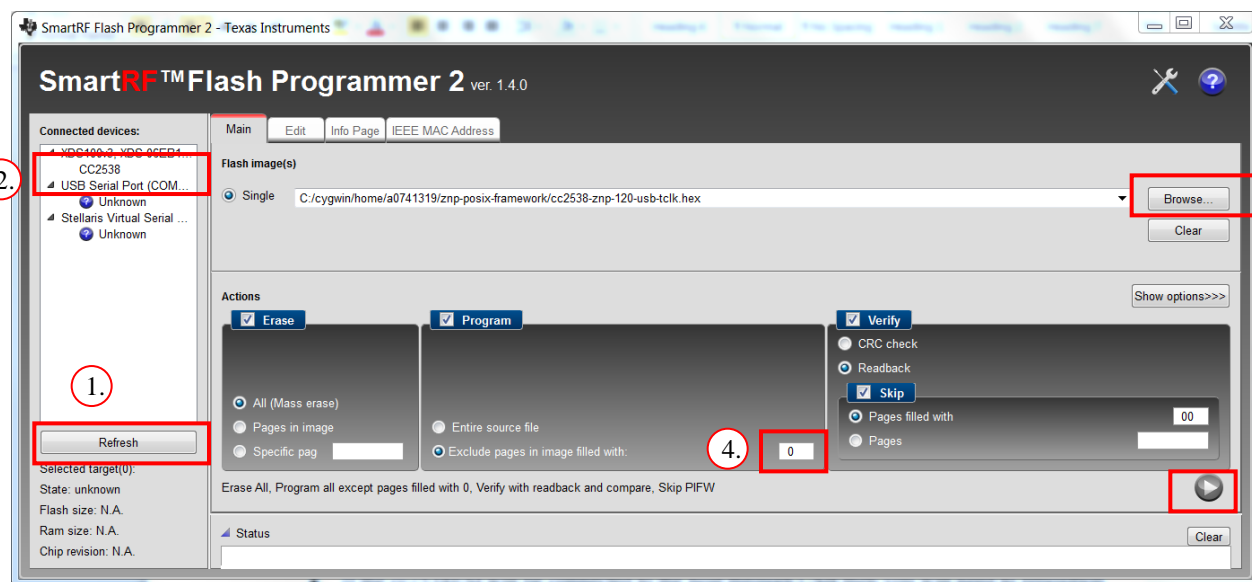 SmartRF Flash Programmer 2 - Texas Instruments
SmartRF™Flash Programmer 2 ver. 1.4.0
Connected devices:
XDS100v3, XDS-06EB1...
CC2538
2.
USB Serial Port (COM...
Unknown
Stellaris Virtual Serial ...
Unknown
1.
Refresh
Selected target(0):
State: unknown
Flash size: N.A.
Ram size: N.A.
Chip revision: N.A.
Main Edit Info Page IEEE MAC Address
Flash image(s)
Single C:/cygwin/home/a0741319/znp-posix-framework/cc2538-znp-120-usb-tclk.hex Browse...
Clear
Actions Show options>>>
Erase
All (Mass erase)
Pages in image
Specific pag
Program
Entire source file
Exclude pages in image filled with: 4. 0
Verify
CRC check
Readback
Skip
Pages filled with 00
Pages
Erase All, Program all except pages filled with 0, Verify with readback and compare, Skip PIFW
Status Clear